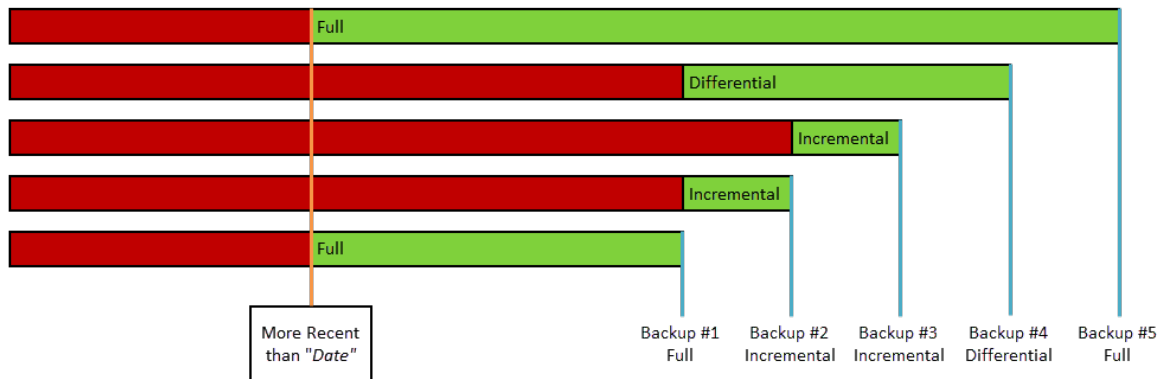 Full
Differential
Incremental
Incremental
Full
More Recent
than "Date"
Backup #1
Full
Backup #2
Incremental
Backup #3
Incremental
Backup #4
Differential
Backup #5
Full